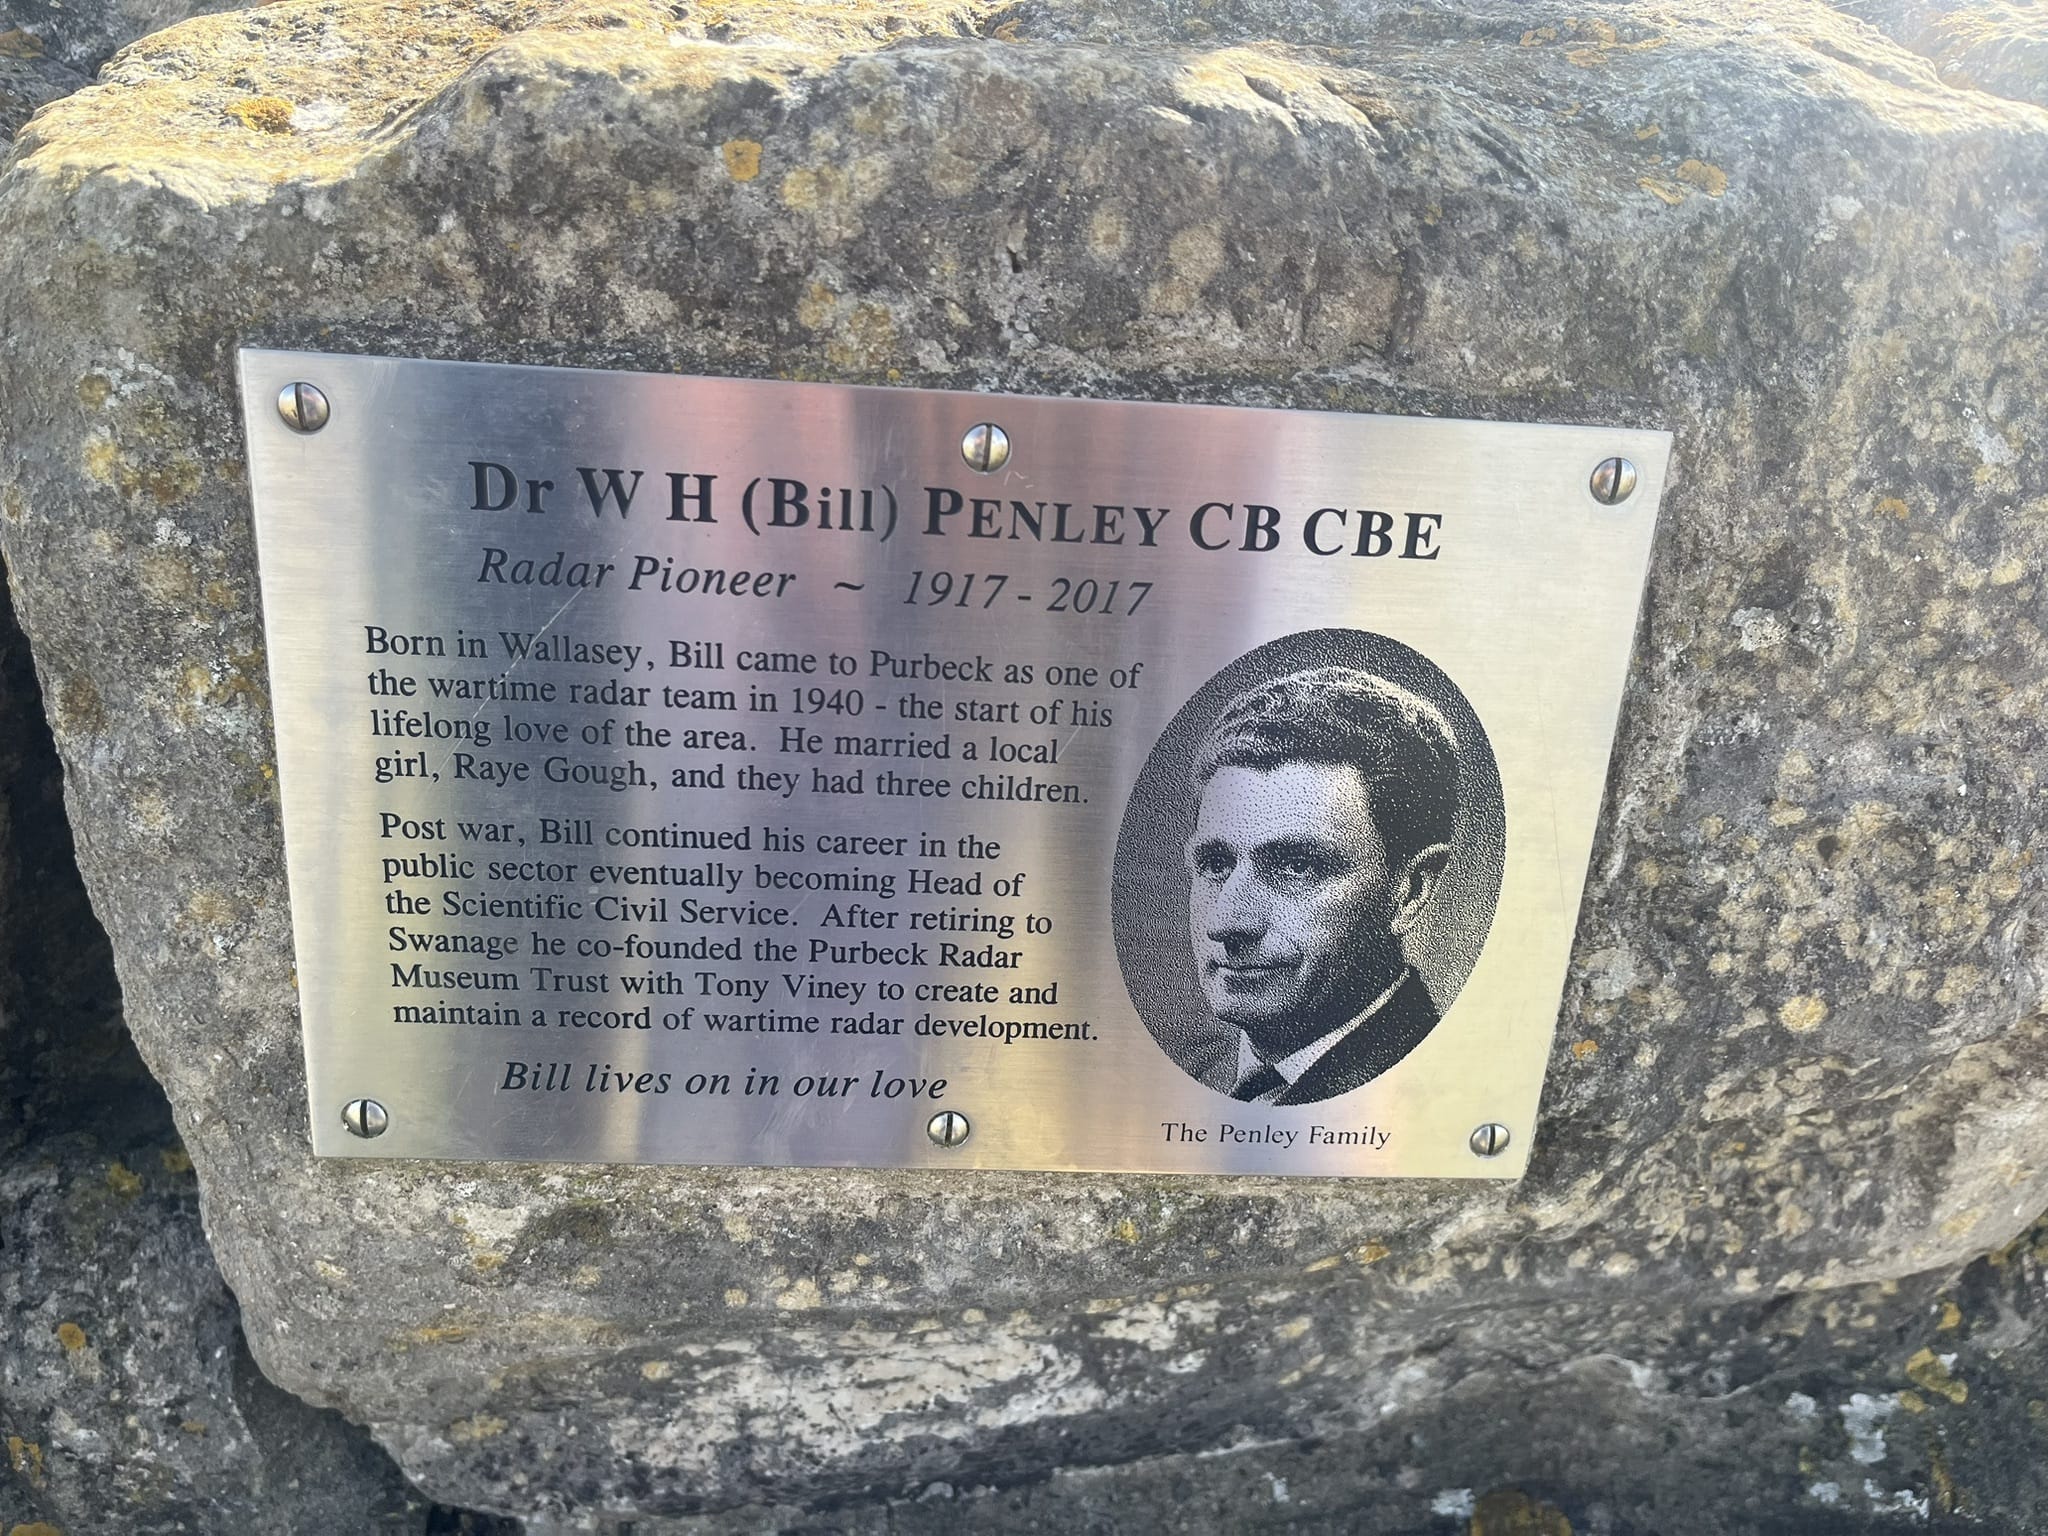 Dr W H (Bill) PENLEY CB CBE
Radar Pioneer ~ 1917 - 2017
Born in Wallasey, Bill came to Purbeck as one of
the wartime radar team in 1940 - the start of his
lifelong love of the area. He married a local
girl, Raye Gough, and they had three children.
Post war, Bill continued his career in the
public sector eventually becoming Head of
the Scientific Civil Service. After retiring to
Swanage he co-founded the Purbeck Radar
Museum Trust with Tony Viney to create and
maintain a record of wartime radar development.
Bill lives on in our love
The Penley Family